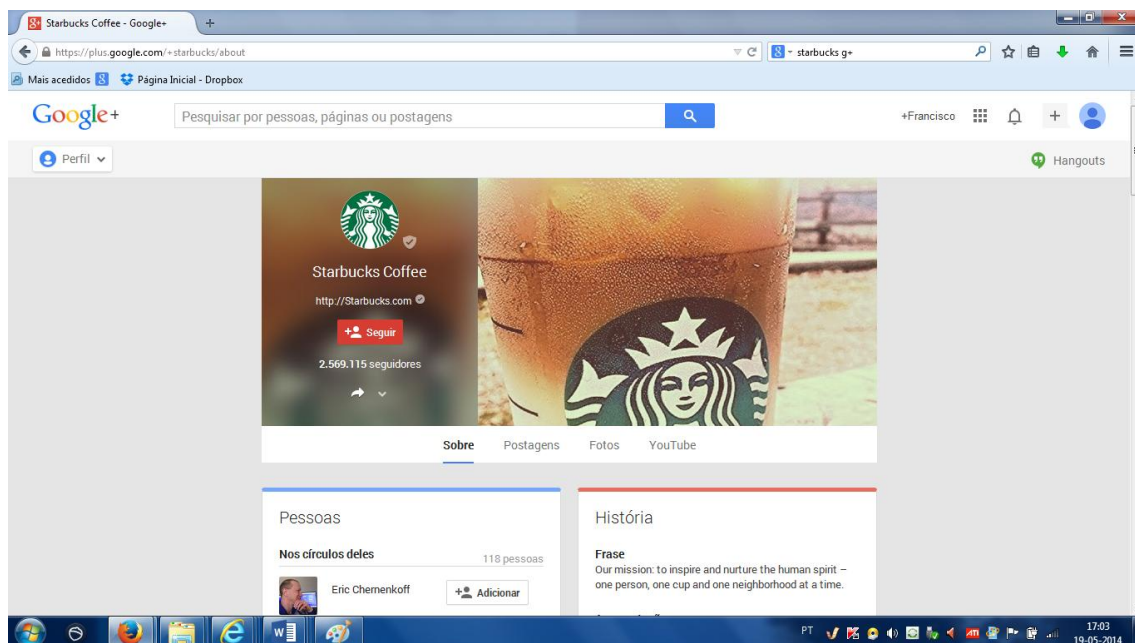 Starbucks Coffee - Google+
https://plus.google.com/+starbucks/about
starbucks g+
Mais acedidos
Página Inicial - Dropbox
Google+
Pesquisar por pessoas, páginas ou postagens
+Francisco
Perfil
Hangouts
Starbucks Coffee
http://Starbucks.com
Seguir
2.569.115 seguidores
Sobre Postagens Fotos YouTube
Pessoas
Nos círculos deles 118 pessoas
Eric Chernenkoff Adicionar
História
Frase
Our mission: to inspire and nurture the human spirit –
one person, one cup and one neighborhood at a time.
PT
17:03
19-05-2014